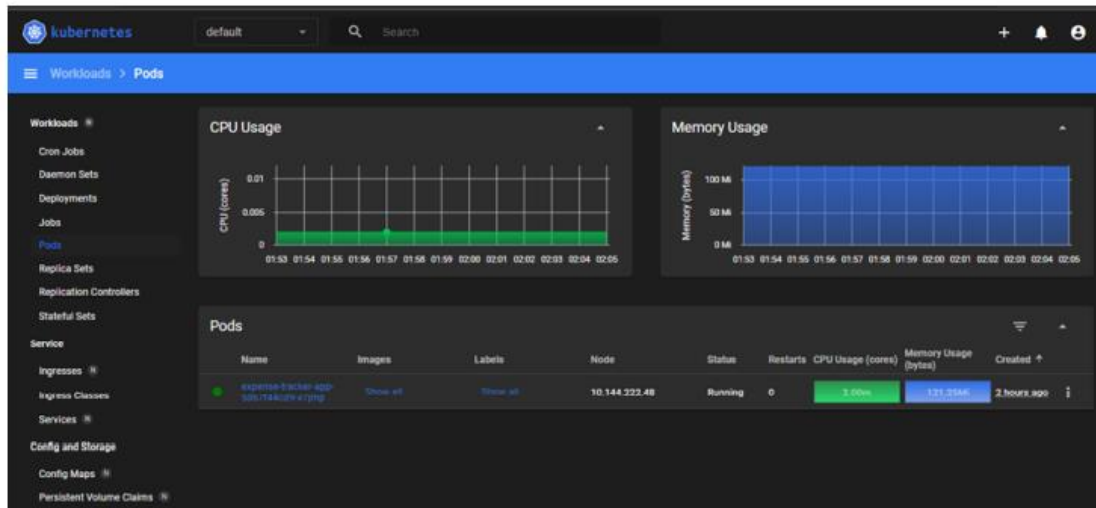 kubernetes
default
Search
Workloads > Pods
Workloads N
Cron Jobs
Daemon Sets
Deployments
Jobs
Pods
Replica Sets
Replication Controllers
Stateful Sets
Service
Ingresses N
Ingress Classes
Services N
Config and Storage
Config Maps N
Persistent Volume Claims N
CPU Usage
CPU (cores)
0.01
0.005
0
01:53 01:54 01:55 01:56 01:57 01:58 01:59 02:00 02:01 02:02 02:03 02:04 02:05
Memory Usage
Memory (bytes)
100 Mi
50 Mi
0 Mi
01:53 01:54 01:55 01:56 01:57 01:58 01:59 02:00 02:01 02:02 02:03 02:04 02:05
Pods
Name Images Labels Node Status Restarts CPU Usage (cores) Memory Usage (bytes) Created
expense-tracker-app-
Show all Show all 10.144.222.48 Running 0 2.00m 121.25Mi 2 hours ago